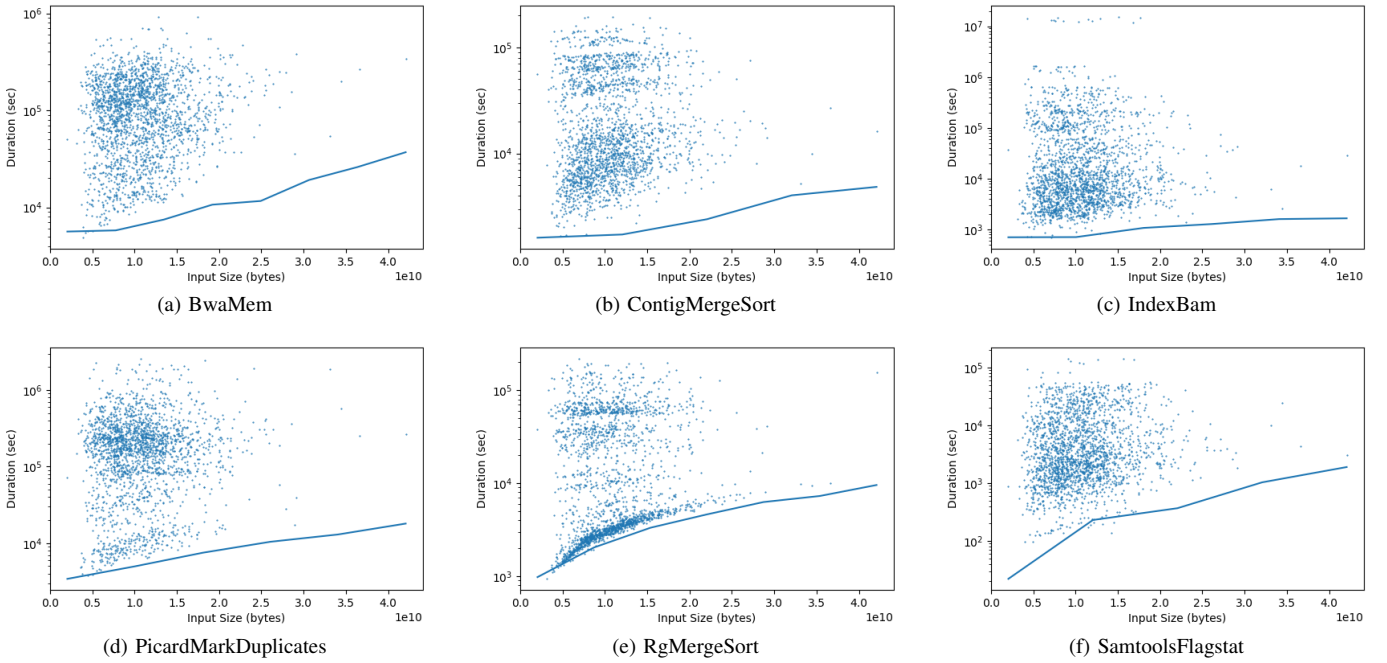 10^6
10^5
10^4
Duration (sec)
0.0 0.5 1.0 1.5 2.0 2.5 3.0 3.5 4.0
Input Size (bytes) 1e10
(a) BwaMem
10^5
10^4
Duration (sec)
0.0 0.5 1.0 1.5 2.0 2.5 3.0 3.5 4.0
Input Size (bytes) 1e10
(b) ContigMergeSort
10^7
10^6
10^5
10^4
10^3
Duration (sec)
0.0 0.5 1.0 1.5 2.0 2.5 3.0 3.5 4.0
Input Size (bytes) 1e10
(c) IndexBam
10^6
10^5
10^4
Duration (sec)
0.0 0.5 1.0 1.5 2.0 2.5 3.0 3.5 4.0
Input Size (bytes) 1e10
(d) PicardMarkDuplicates
10^5
10^4
10^3
Duration (sec)
0.0 0.5 1.0 1.5 2.0 2.5 3.0 3.5 4.0
Input Size (bytes) 1e10
(e) RgMergeSort
10^5
10^4
10^3
10^2
Duration (sec)
0.0 0.5 1.0 1.5 2.0 2.5 3.0 3.5 4.0
Input Size (bytes) 1e10
(f) SamtoolsFlagstat